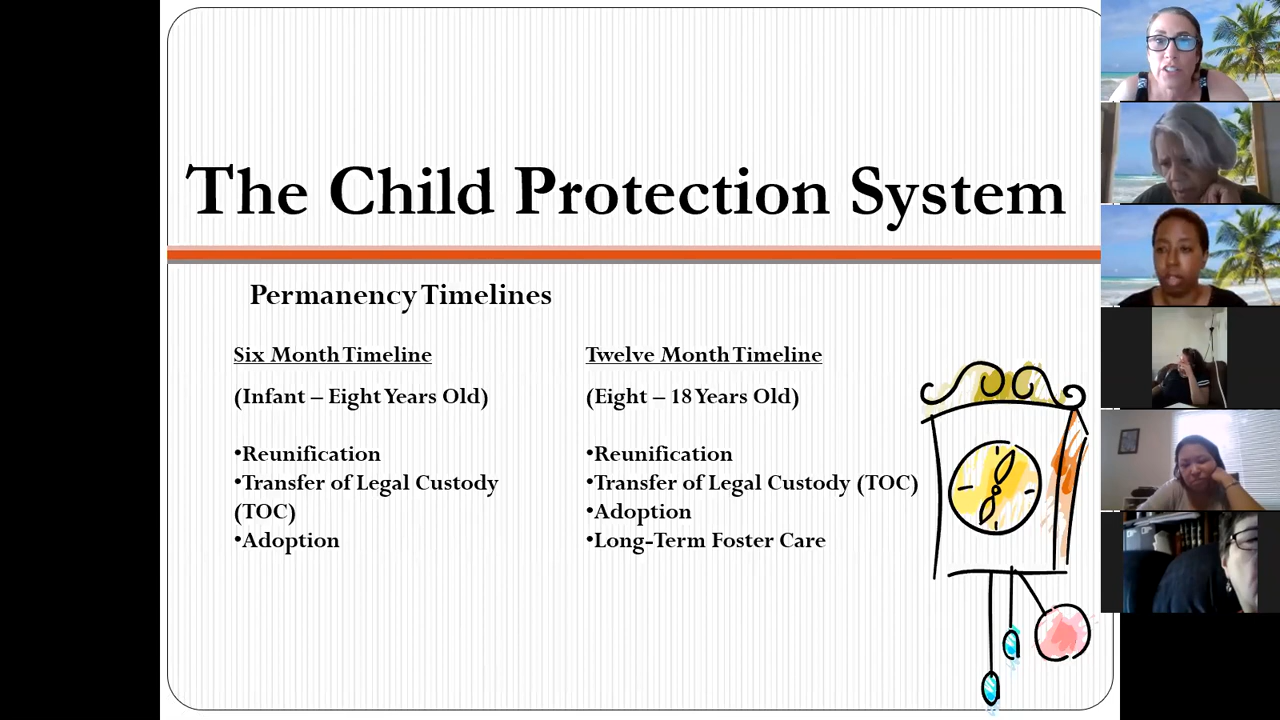 The Child Protection System
Permanency Timelines
Six Month Timeline
(Infant – Eight Years Old)
•Reunification
•Transfer of Legal Custody
(TOC)
•Adoption
Twelve Month Timeline
(Eight – 18 Years Old)
•Reunification
•Transfer of Legal Custody (TOC)
•Adoption
•Long-Term Foster Care